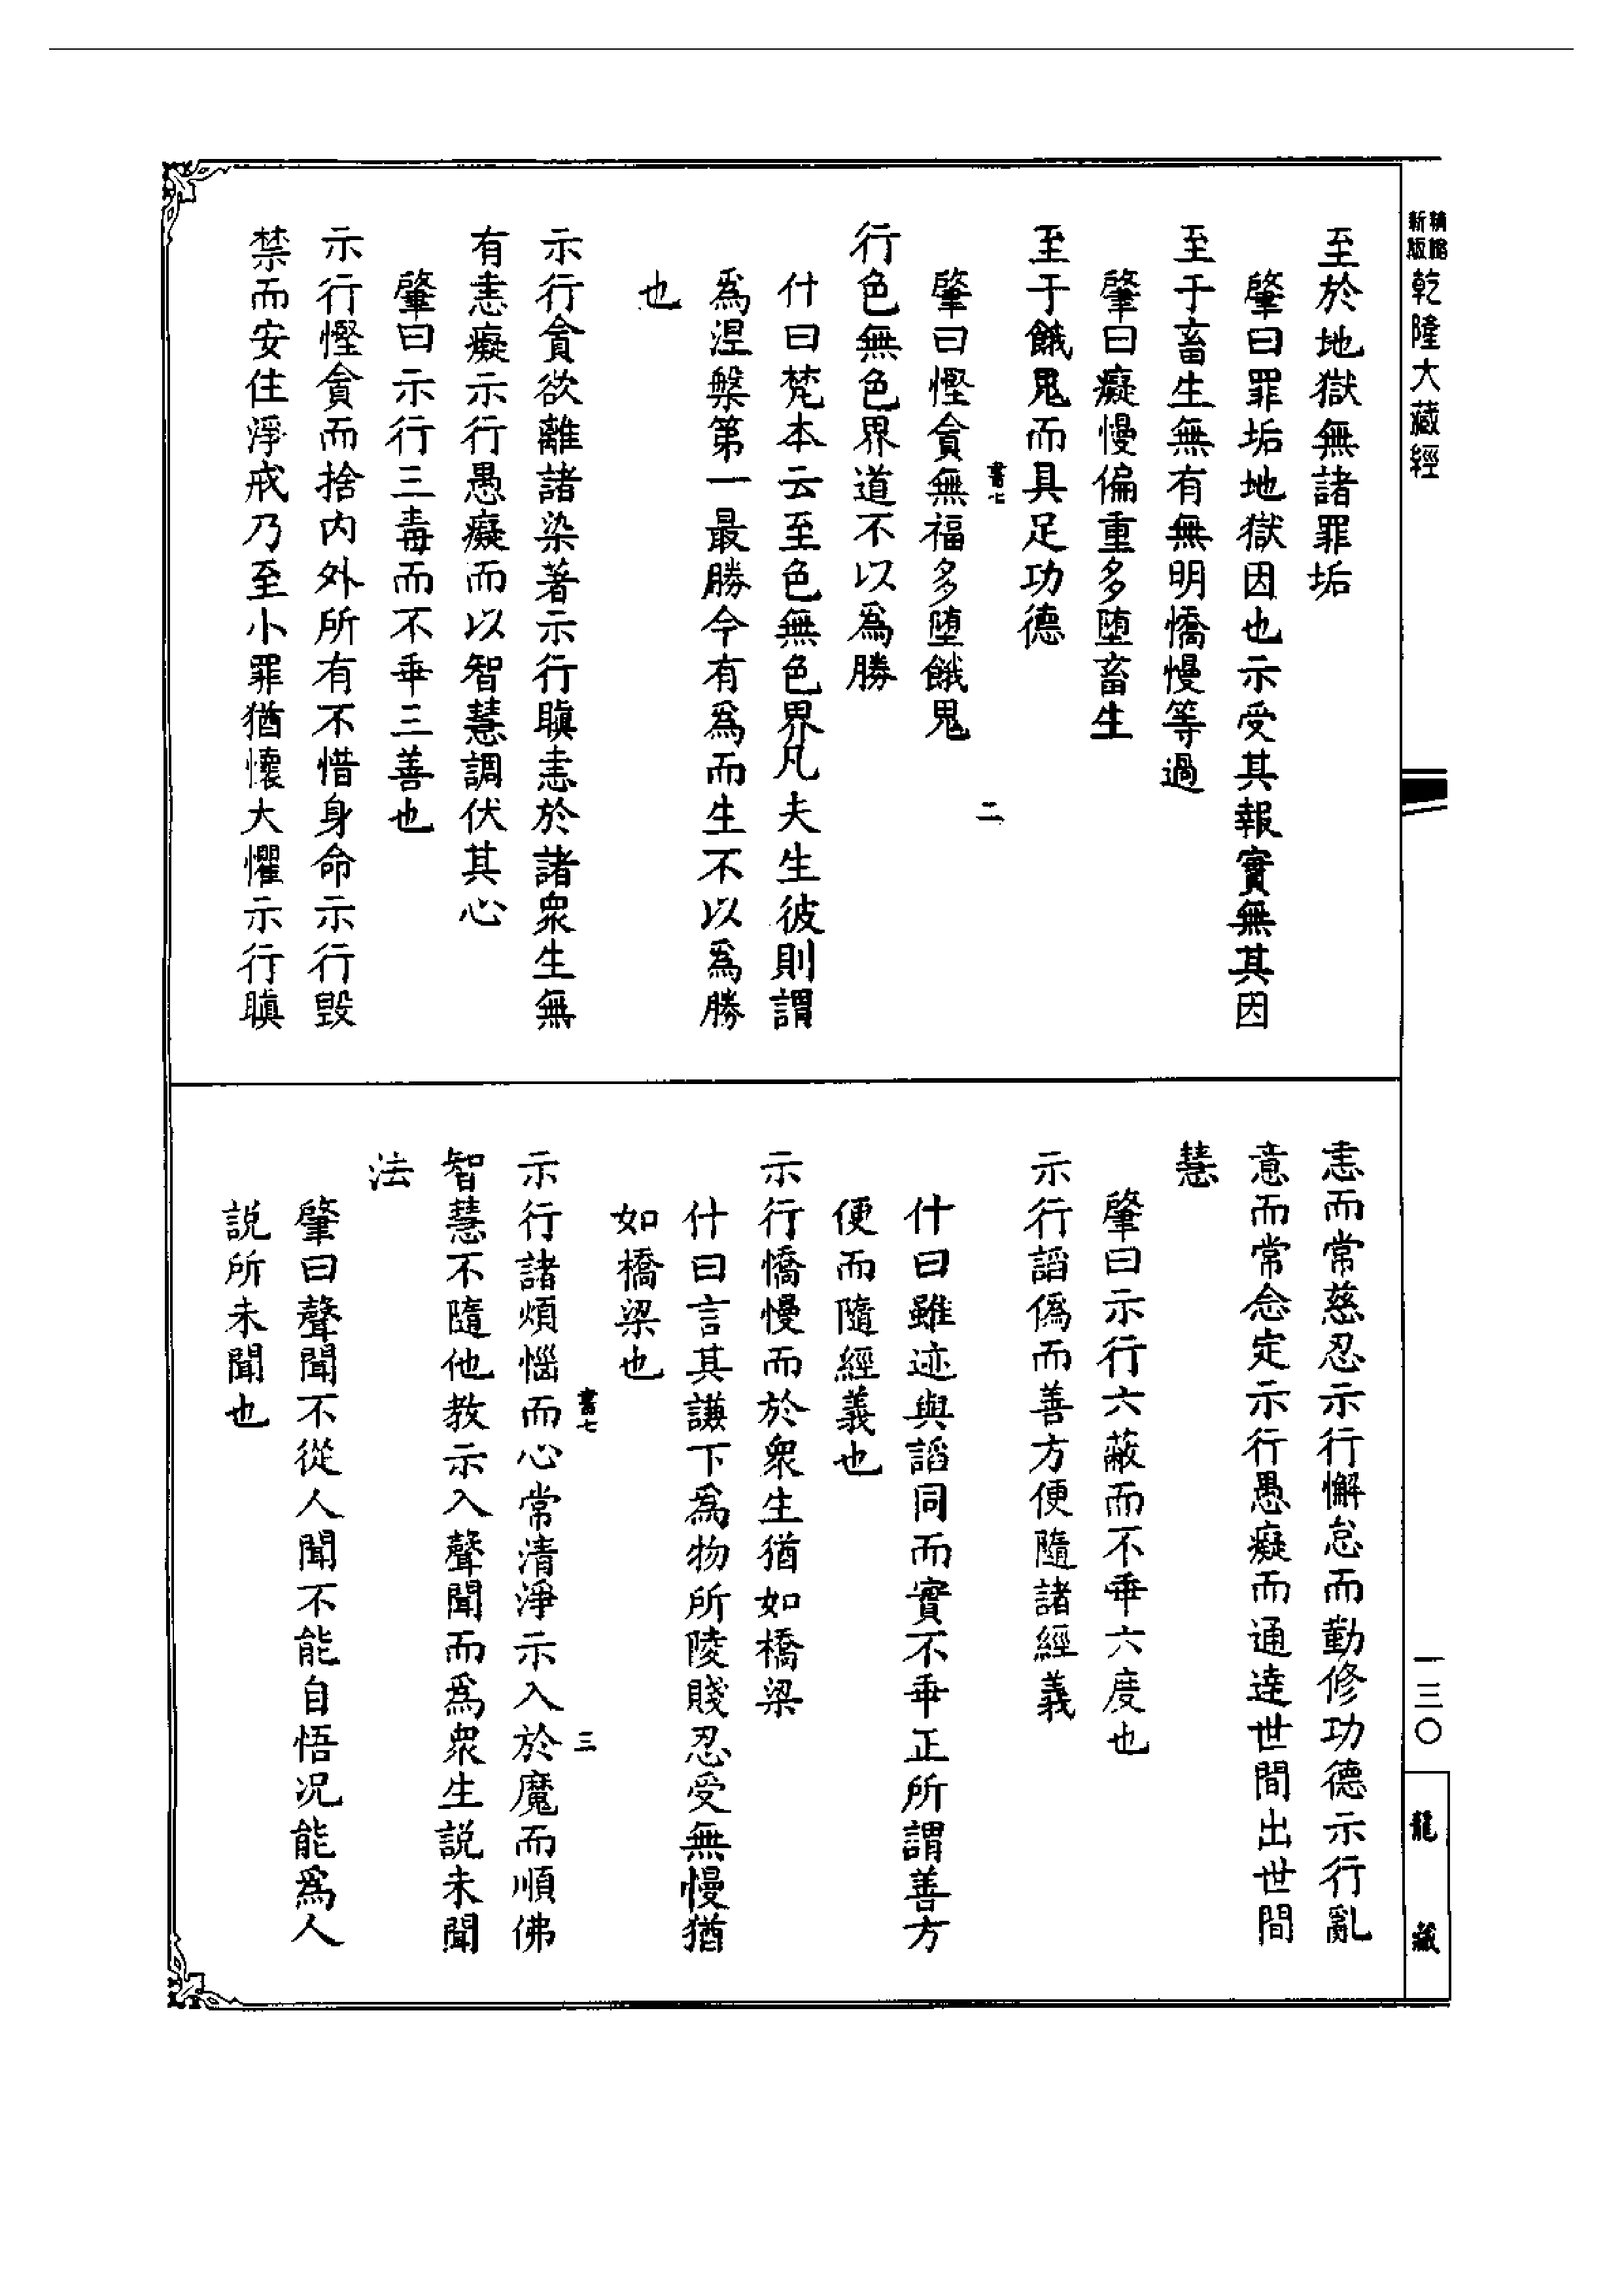 新版
精縮
乾隆大藏經
至於地獄無諸罪垢
肇曰罪垢地獄因也示受其報實無其因
至于畜生無有無明憍慢等過
肇曰癡慢偏重多墮畜生
至于餓鬼而具足功德
書七
二
肇曰慳貪無福多墮餓鬼
行色無色界道不以爲勝
什曰梵本云至色無色界凡夫生彼則謂
爲涅槃第一最勝今有爲而生不以爲勝
也
示行貪欲離諸染著示行瞋恚於諸衆生無
有恚癡示行愚癡而以智慧調伏其心
肇曰示行三毒而不乖三善也
示行慳貪而捨內外所有不惜身命示行毀
禁而安住淨戒乃至小罪猶懷大懼示行瞋
恚而常慈忍示行懈怠而勤修功德示行亂
意而常念定示行愚癡而通達世間出世間
慧
肇曰示行六蔽而不乖六度也
示行諂僞而善方便隨諸經義
什曰雖迹與諂同而實不乖正所謂善方
便而隨經義也
示行憍慢而於衆生猶如橋梁
什曰言其謙下爲物所陵賤忍受無慢猶
如橋梁也
書七
三
示行諸煩惱而心常清淨示入於魔而順佛
智慧不隨他教示入聲聞而爲衆生説未聞
法
肇曰聲聞不從人聞不能自悟況能爲人
説所未聞也
一三〇
龍藏